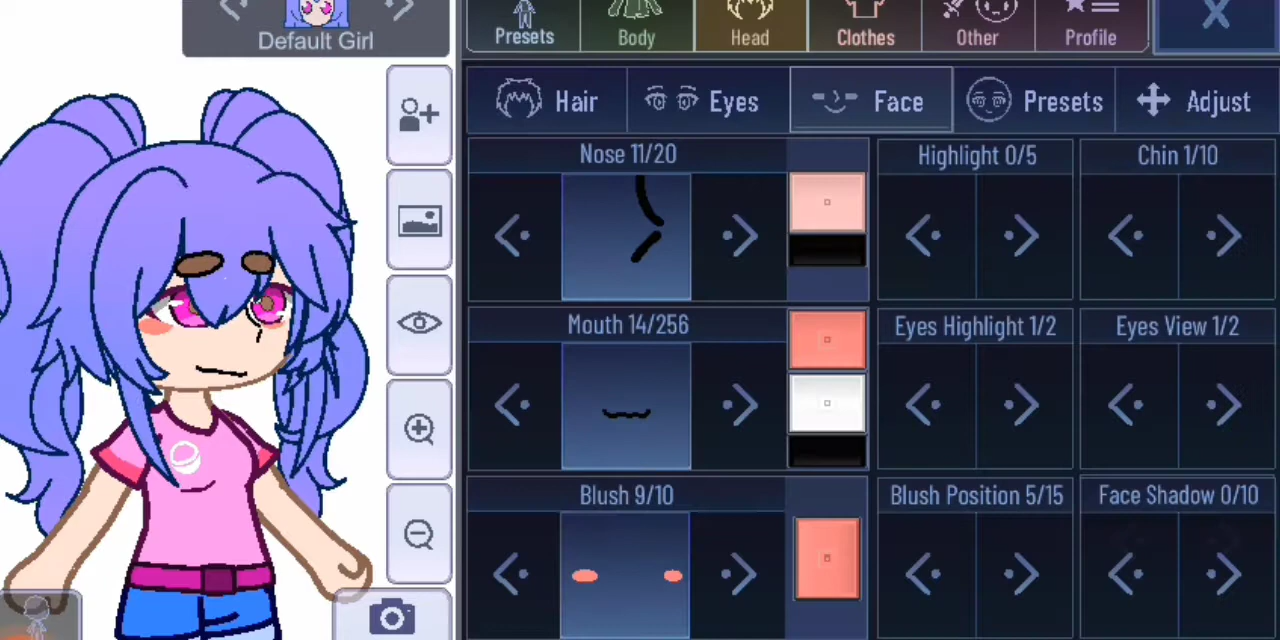 Default Girl
Presets
Body
Head
Clothes
Other
Profile
X
Hair
Eyes
Face
Presets
Adjust
Nose 11/20
Highlight 0/5
Chin 1/10
Mouth 14/256
Eyes Highlight 1/2
Eyes View 1/2
Blush 9/10
Blush Position 5/15
Face Shadow 0/10